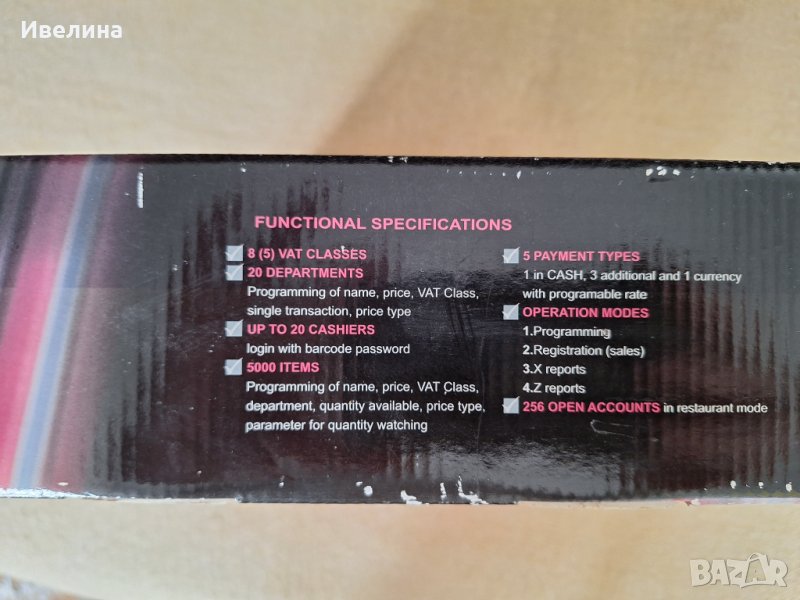 Ивелина
FUNCTIONAL SPECIFICATIONS
8 (5) VAT CLASSES
20 DEPARTMENTS
Programming of name, price, VAT Class,
single transaction, price type
UP TO 20 CASHIERS
login with barcode password
5000 ITEMS
Programming of name, price, VAT Class,
department, quantity available, price type,
parameter for quantity watching
5 PAYMENT TYPES
1 in CASH, 3 additional and 1 currency
with programable rate
OPERATION MODES
1.Programming
2.Registration (sales)
3.X reports
4.Z reports
256 OPEN ACCOUNTS in restaurant mode
BAZAR